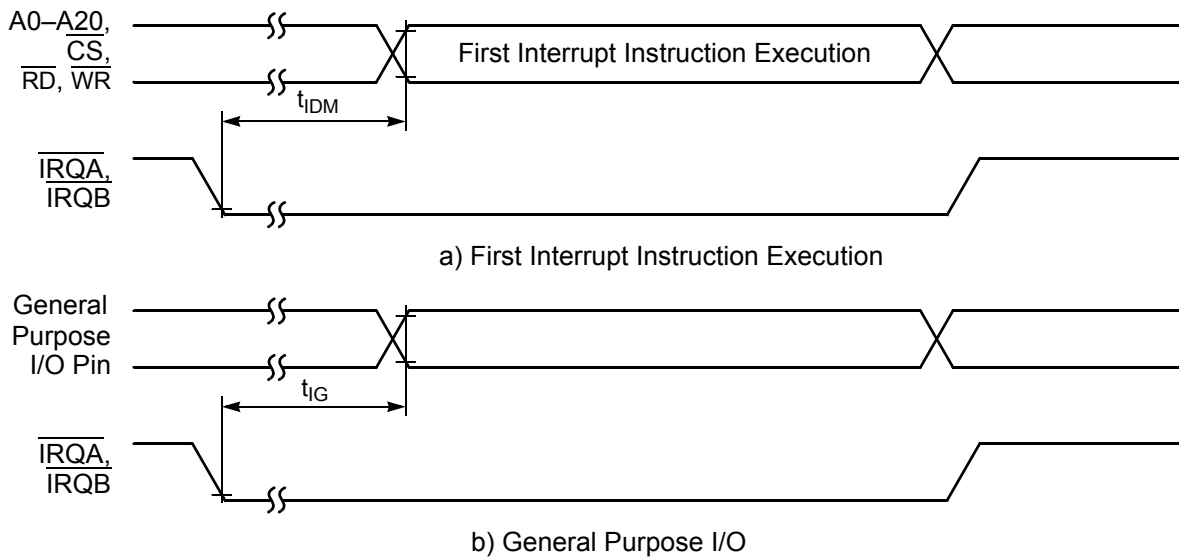 A0–A20,
CS,
RD, WR
First Interrupt Instruction Execution
tIDM
IRQA,
IRQB
a) First Interrupt Instruction Execution
General
Purpose
I/O Pin
tIG
IRQA,
IRQB
b) General Purpose I/O